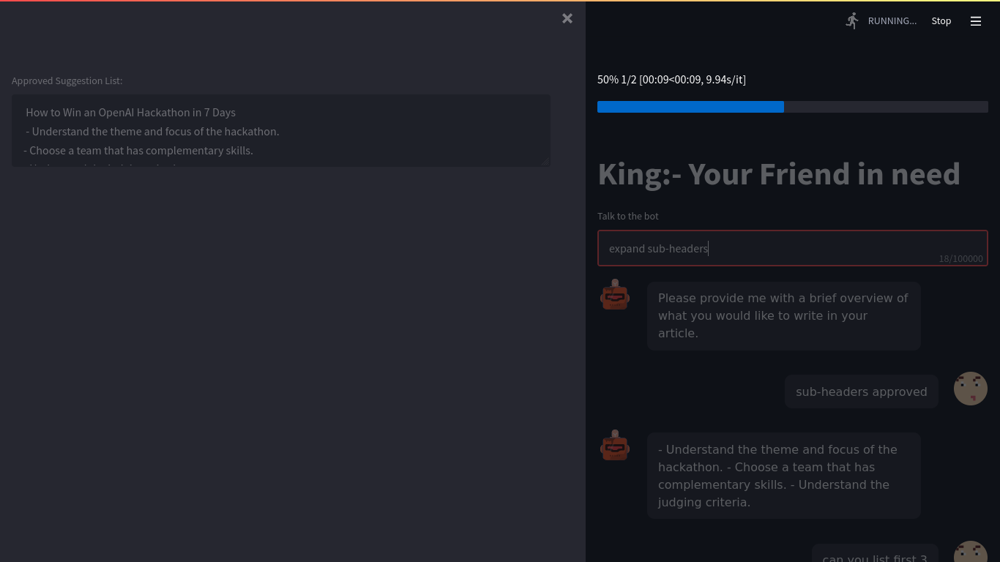 Approved Suggestion List:
How to Win an OpenAI Hackathon in 7 Days
- Understand the theme and focus of the hackathon.
- Choose a team that has complementary skills.
RUNNING...
Stop
50% 1/2 [00:09<00:09, 9.94s/it]
King:- Your Friend in need
Talk to the bot
expand sub-headers
18/100000
Please provide me with a brief overview of
what you would like to write in your
article.
sub-headers approved
- Understand the theme and focus of the
hackathon. - Choose a team that has
complementary skills. - Understand the
judging criteria.
can you list first 3